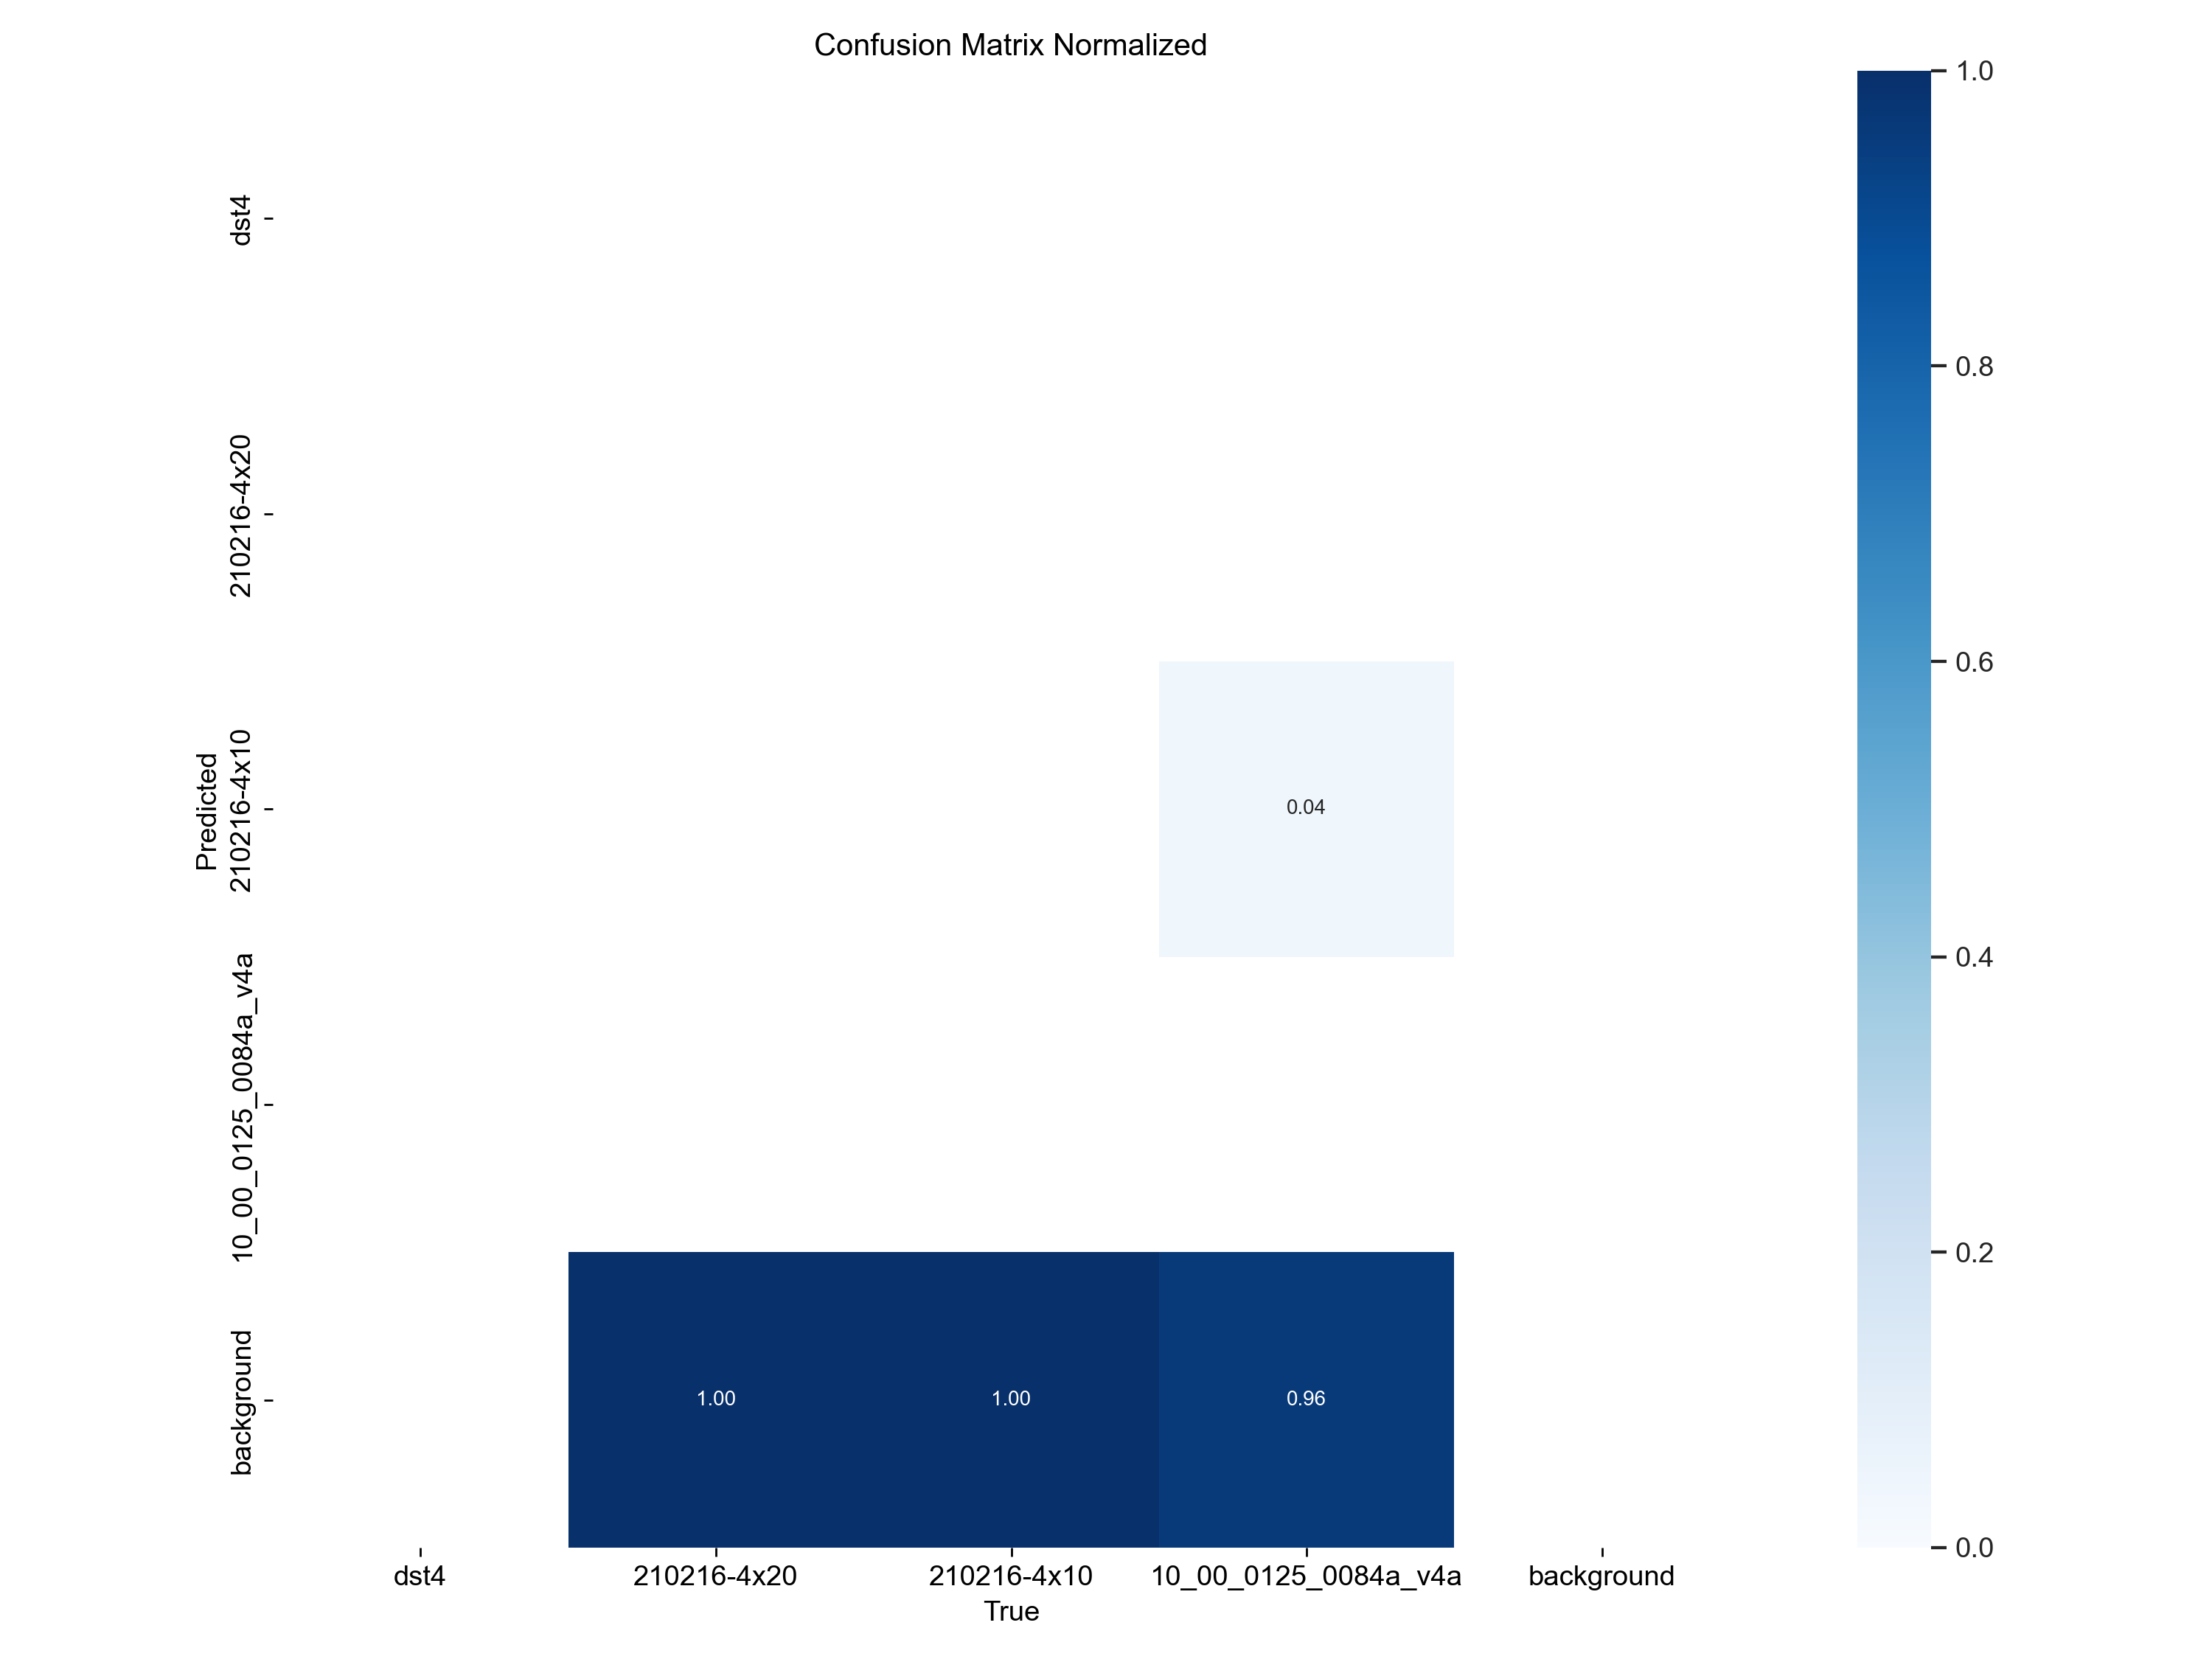 Confusion Matrix Normalized
1.0
0.8
0.6
0.4
0.2
0.0
Predicted
dst4
210216-4x20
210216-4x10
10_00_0125_0084a_v4a
background
0.04
1.00 1.00 0.96
dst4 210216-4x20 210216-4x10 10_00_0125_0084a_v4a background
True